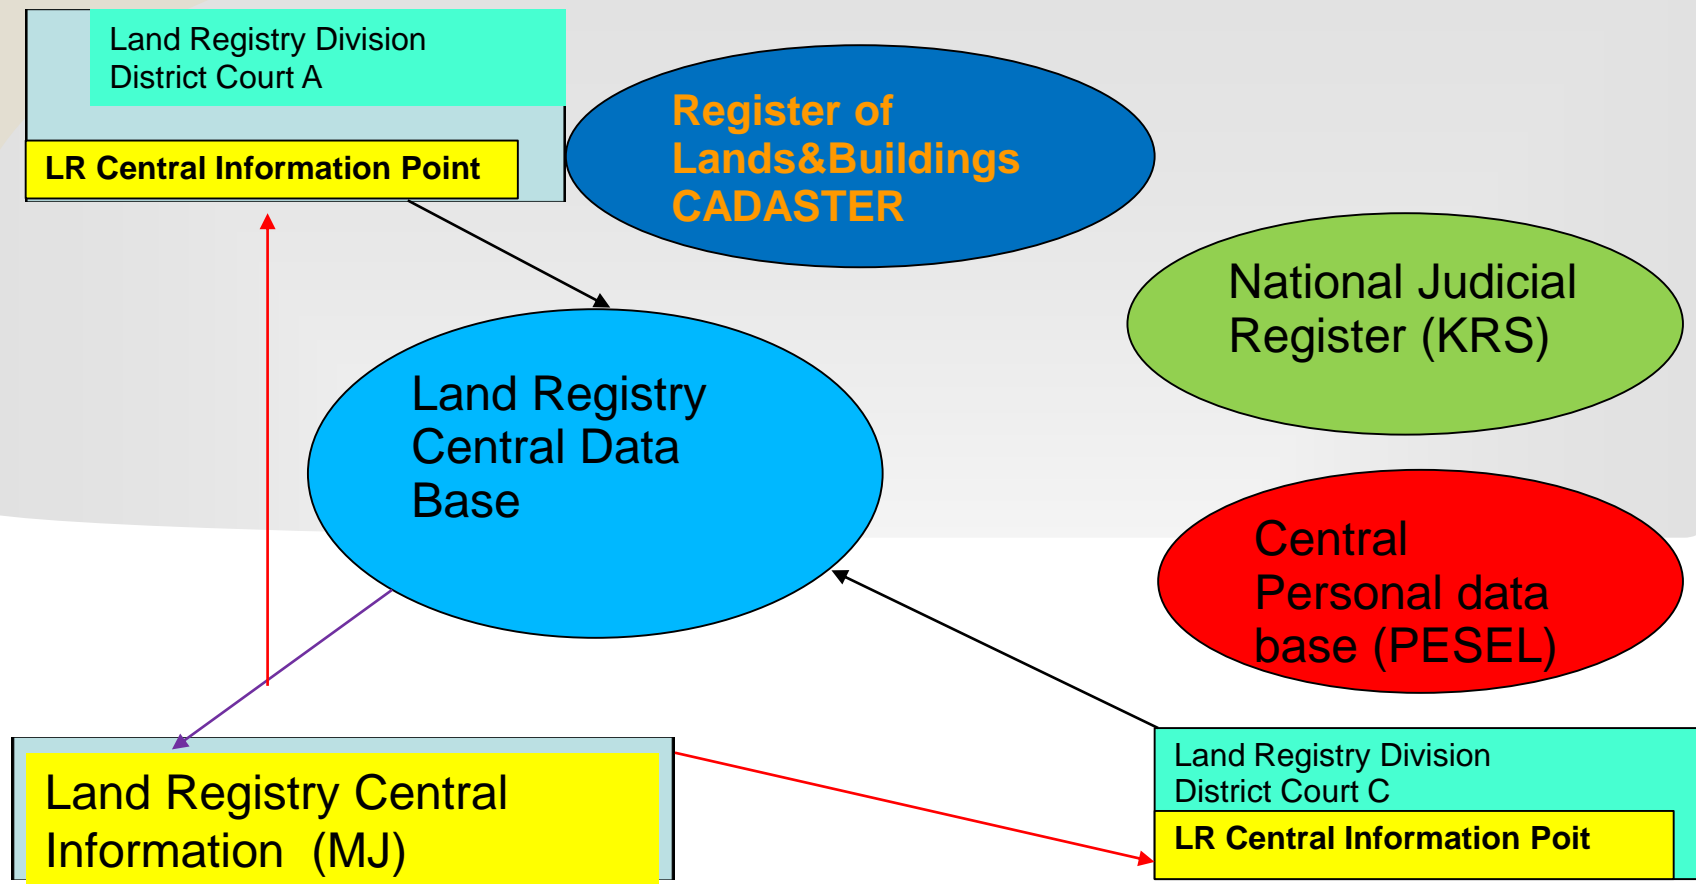 Land Registry Division
District Court A
LR Central Information Point
Register of
Lands&Buildings
CADASTER
National Judicial
Register (KRS)
Land Registry
Central Data
Base
Central
Personal data
base (PESEL)
Land Registry Central
Information (MJ)
Land Registry Division
District Court C
LR Central Information Poit